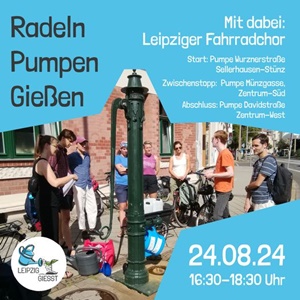 Radeln
Pumpen
Gießen
Mit dabei:
Leipziger Fahrradchor
Start: Pumpe Wurznerstraße
Sellerhausen-Stünz
Zwischenstopp: Pumpe Münzgasse,
Zentrum-Süd
Abschluss: Pumpe Davidstraße
Zentrum-West
LEIPZIG
GIESST
24.08.24
16:30-18:30 Uhr